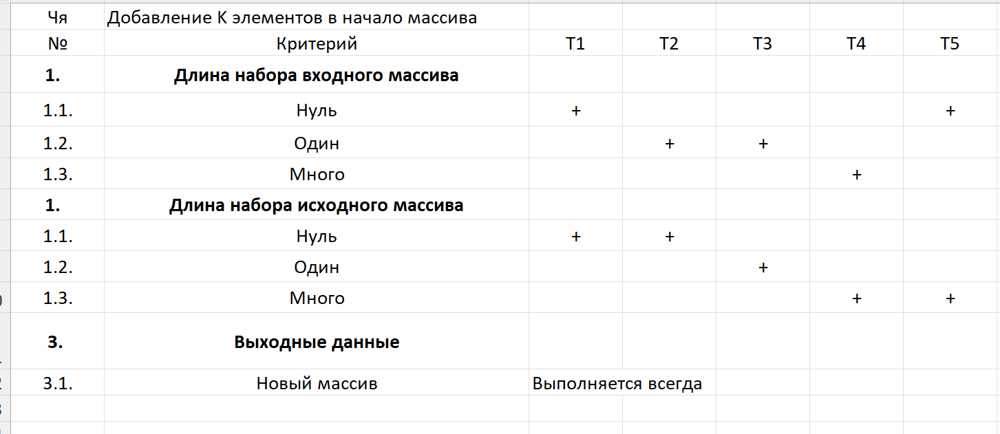 Чя Добавление K элементов в начало массива
№ Критерий T1 T2 T3 T4 T5
1. Длина набора входного массива
1.1. Нуль + +
1.2. Один + +
1.3. Много +
1. Длина набора исходного массива
1.1. Нуль + +
1.2. Один +
1.3. Много + +
3. Выходные данные
3.1. Новый массив Выполняется всегда